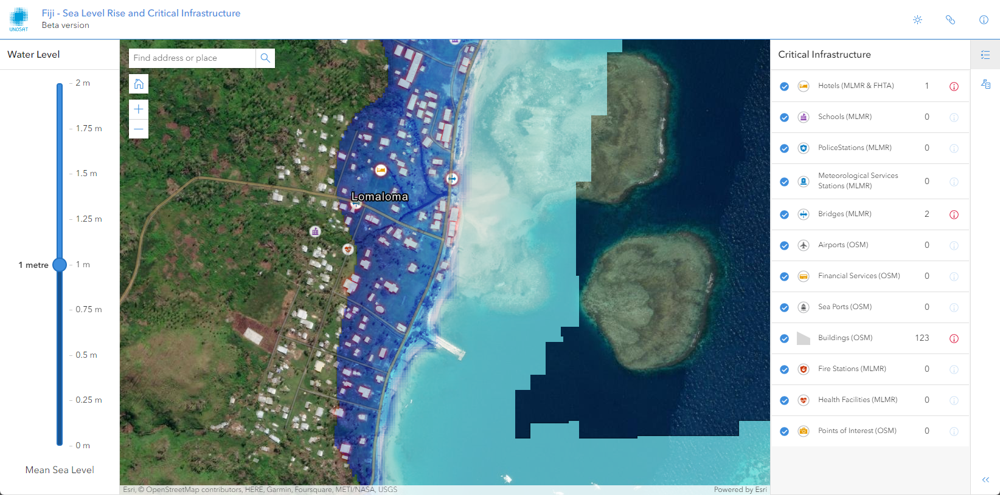 UNOSAT
Fiji - Sea Level Rise and Critical Infrastructure
Beta version
Water Level
2 m
1.75 m
1.5 m
1.25 m
1 metre
1 m
0.75 m
0.5 m
0.25 m
0 m
Mean Sea Level
Find address or place
Lomaloma
Esri, © OpenStreetMap contributors, HERE, Garmin, Foursquare, METI/NASA, USGS
Powered by Esri
Critical Infrastructure
Hotels (MLMR & FHTA) 1
Schools (MLMR) 0
PoliceStations (MLMR) 0
Meteorological Services
Stations (MLMR) 0
Bridges (MLMR) 2
Airports (OSM) 0
Financial Services (OSM) 0
Sea Ports (OSM) 0
Buildings (OSM) 123
Fire Stations (MLMR) 0
Health Facilities (MLMR) 0
Points of Interest (OSM) 0